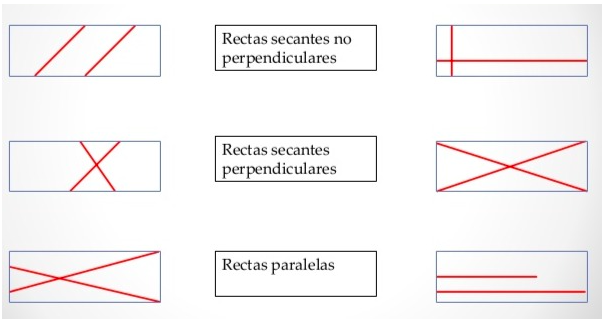 Rectas secantes no
perpendiculares
Rectas secantes
perpendiculares
Rectas paralelas